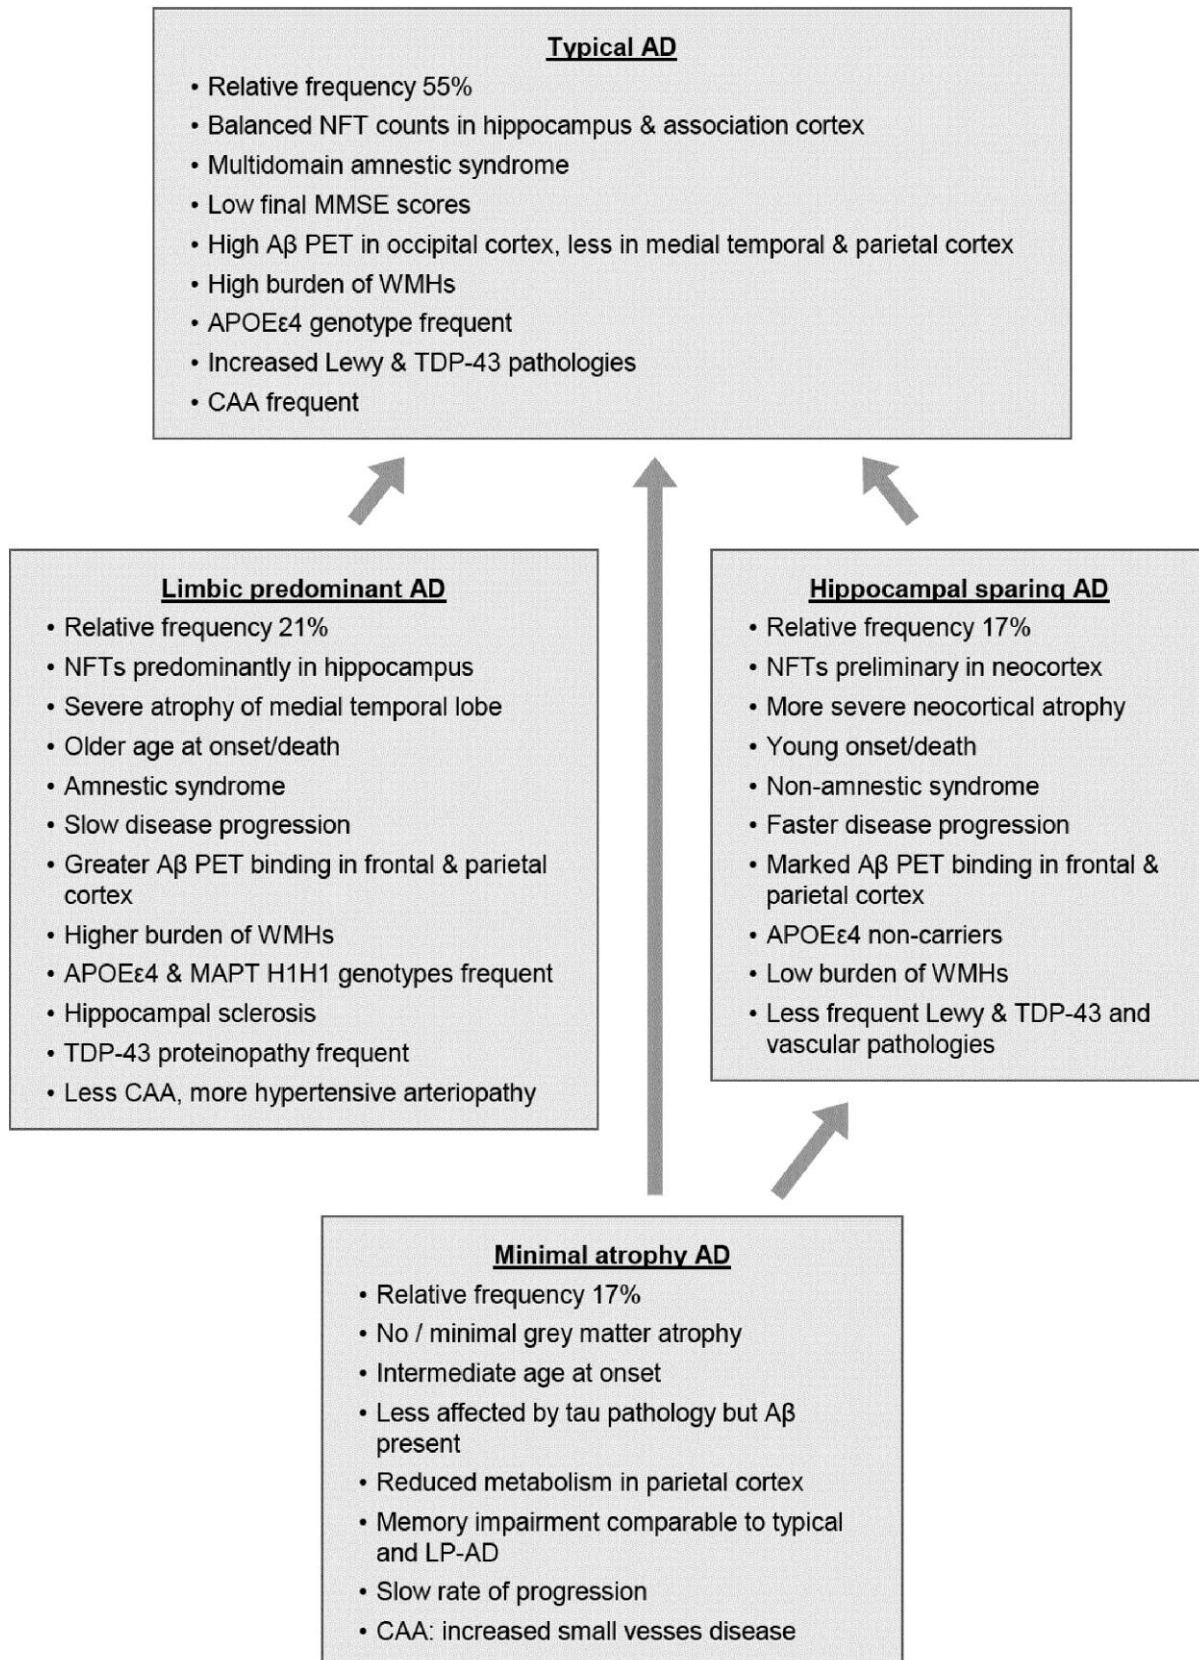 Typical AD
• Relative frequency 55%
• Balanced NFT counts in hippocampus & association cortex
• Multidomain amnestic syndrome
• Low final MMSE scores
• High Aβ PET in occipital cortex, less in medial temporal & parietal cortex
• High burden of WMHs
• APOEε4 genotype frequent
• Increased Lewy & TDP-43 pathologies
• CAA frequent
Limbic predominant AD
• Relative frequency 21%
• NFTs predominantly in hippocampus
• Severe atrophy of medial temporal lobe
• Older age at onset/death
• Amnestic syndrome
• Slow disease progression
• Greater Aβ PET binding in frontal & parietal
cortex
• Higher burden of WMHs
• APOEε4 & MAPT H1H1 genotypes frequent
• Hippocampal sclerosis
• TDP-43 proteinopathy frequent
• Less CAA, more hypertensive arteriopathy
Hippocampal sparing AD
• Relative frequency 17%
• NFTs preliminary in neocortex
• More severe neocortical atrophy
• Young onset/death
• Non-amnestic syndrome
• Faster disease progression
• Marked Aβ PET binding in frontal &
parietal cortex
• APOEε4 non-carriers
• Low burden of WMHs
• Less frequent Lewy & TDP-43 and
vascular pathologies
Minimal atrophy AD
• Relative frequency 17%
• No / minimal grey matter atrophy
• Intermediate age at onset
• Less affected by tau pathology but Aβ
present
• Reduced metabolism in parietal cortex
• Memory impairment comparable to typical
and LP-AD
• Slow rate of progression
• CAA: increased small vesses disease